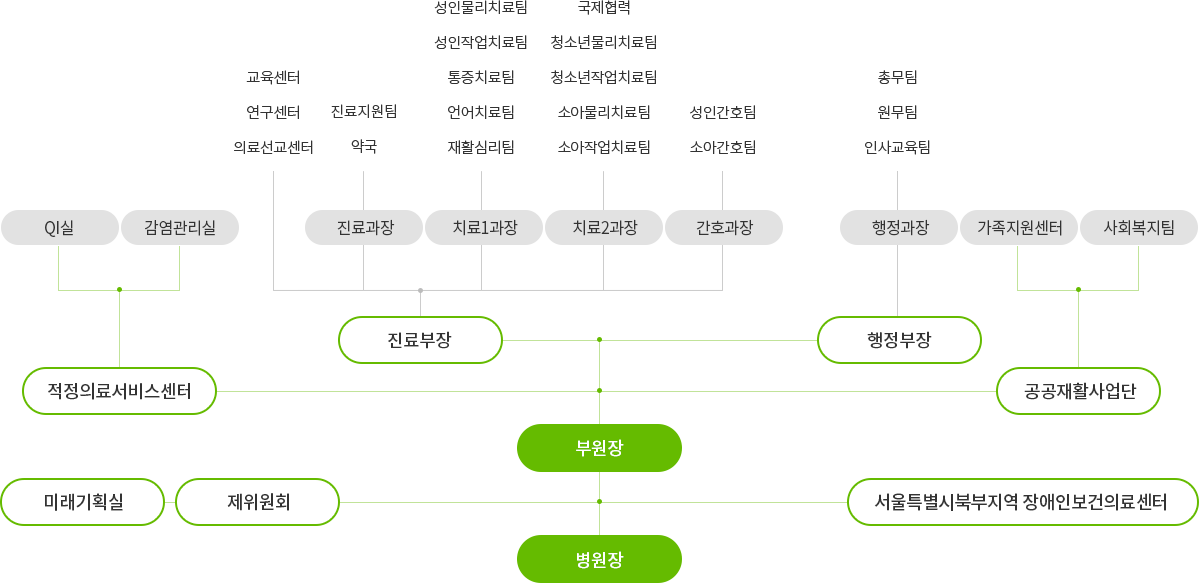 성인물리치료팀
국제협력
성인작업치료팀
청소년물리치료팀
교육센터
통증치료팀
청소년작업치료팀
총무팀
연구센터
진료지원팀
언어치료팀
소아물리치료팀
성인간호팀
원무팀
의료선교센터
약국
재활심리팀
소아작업치료팀
소아간호팀
인사교육팀
QI실
감염관리실
진료과장
치료1과장
치료2과장
간호과장
행정과장
가족지원센터
사회복지팀
진료부장
행정부장
적정의료서비스센터
공공재활사업단
부원장
미래기획실
제위원회
서울특별시북부지역 장애인보건의료센터
병원장